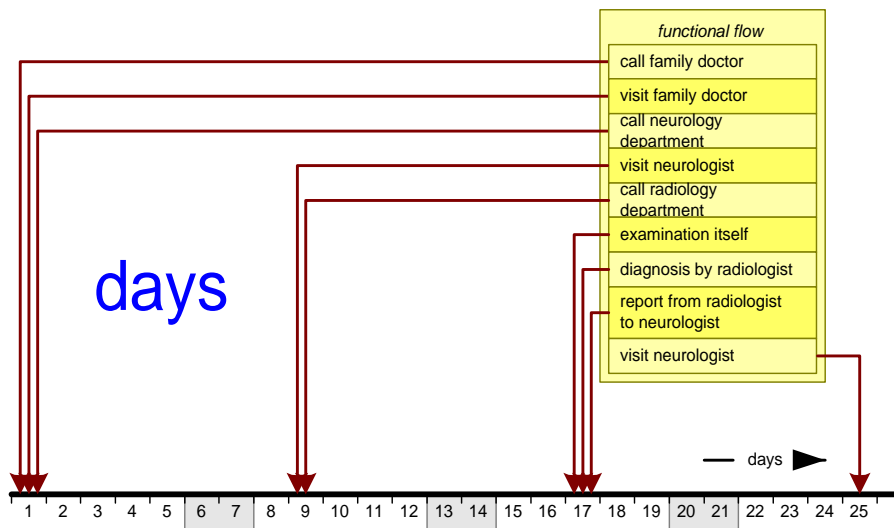 functional flow
call family doctor
visit family doctor
call neurology
department
visit neurologist
call radiology
department
examination itself
diagnosis by radiologist
report from radiologist
to neurologist
visit neurologist
days
days
1 2 3 4 5 6 7 8 9 10 11 12 13 14 15 16 17 18 19 20 21 22 23 24 25